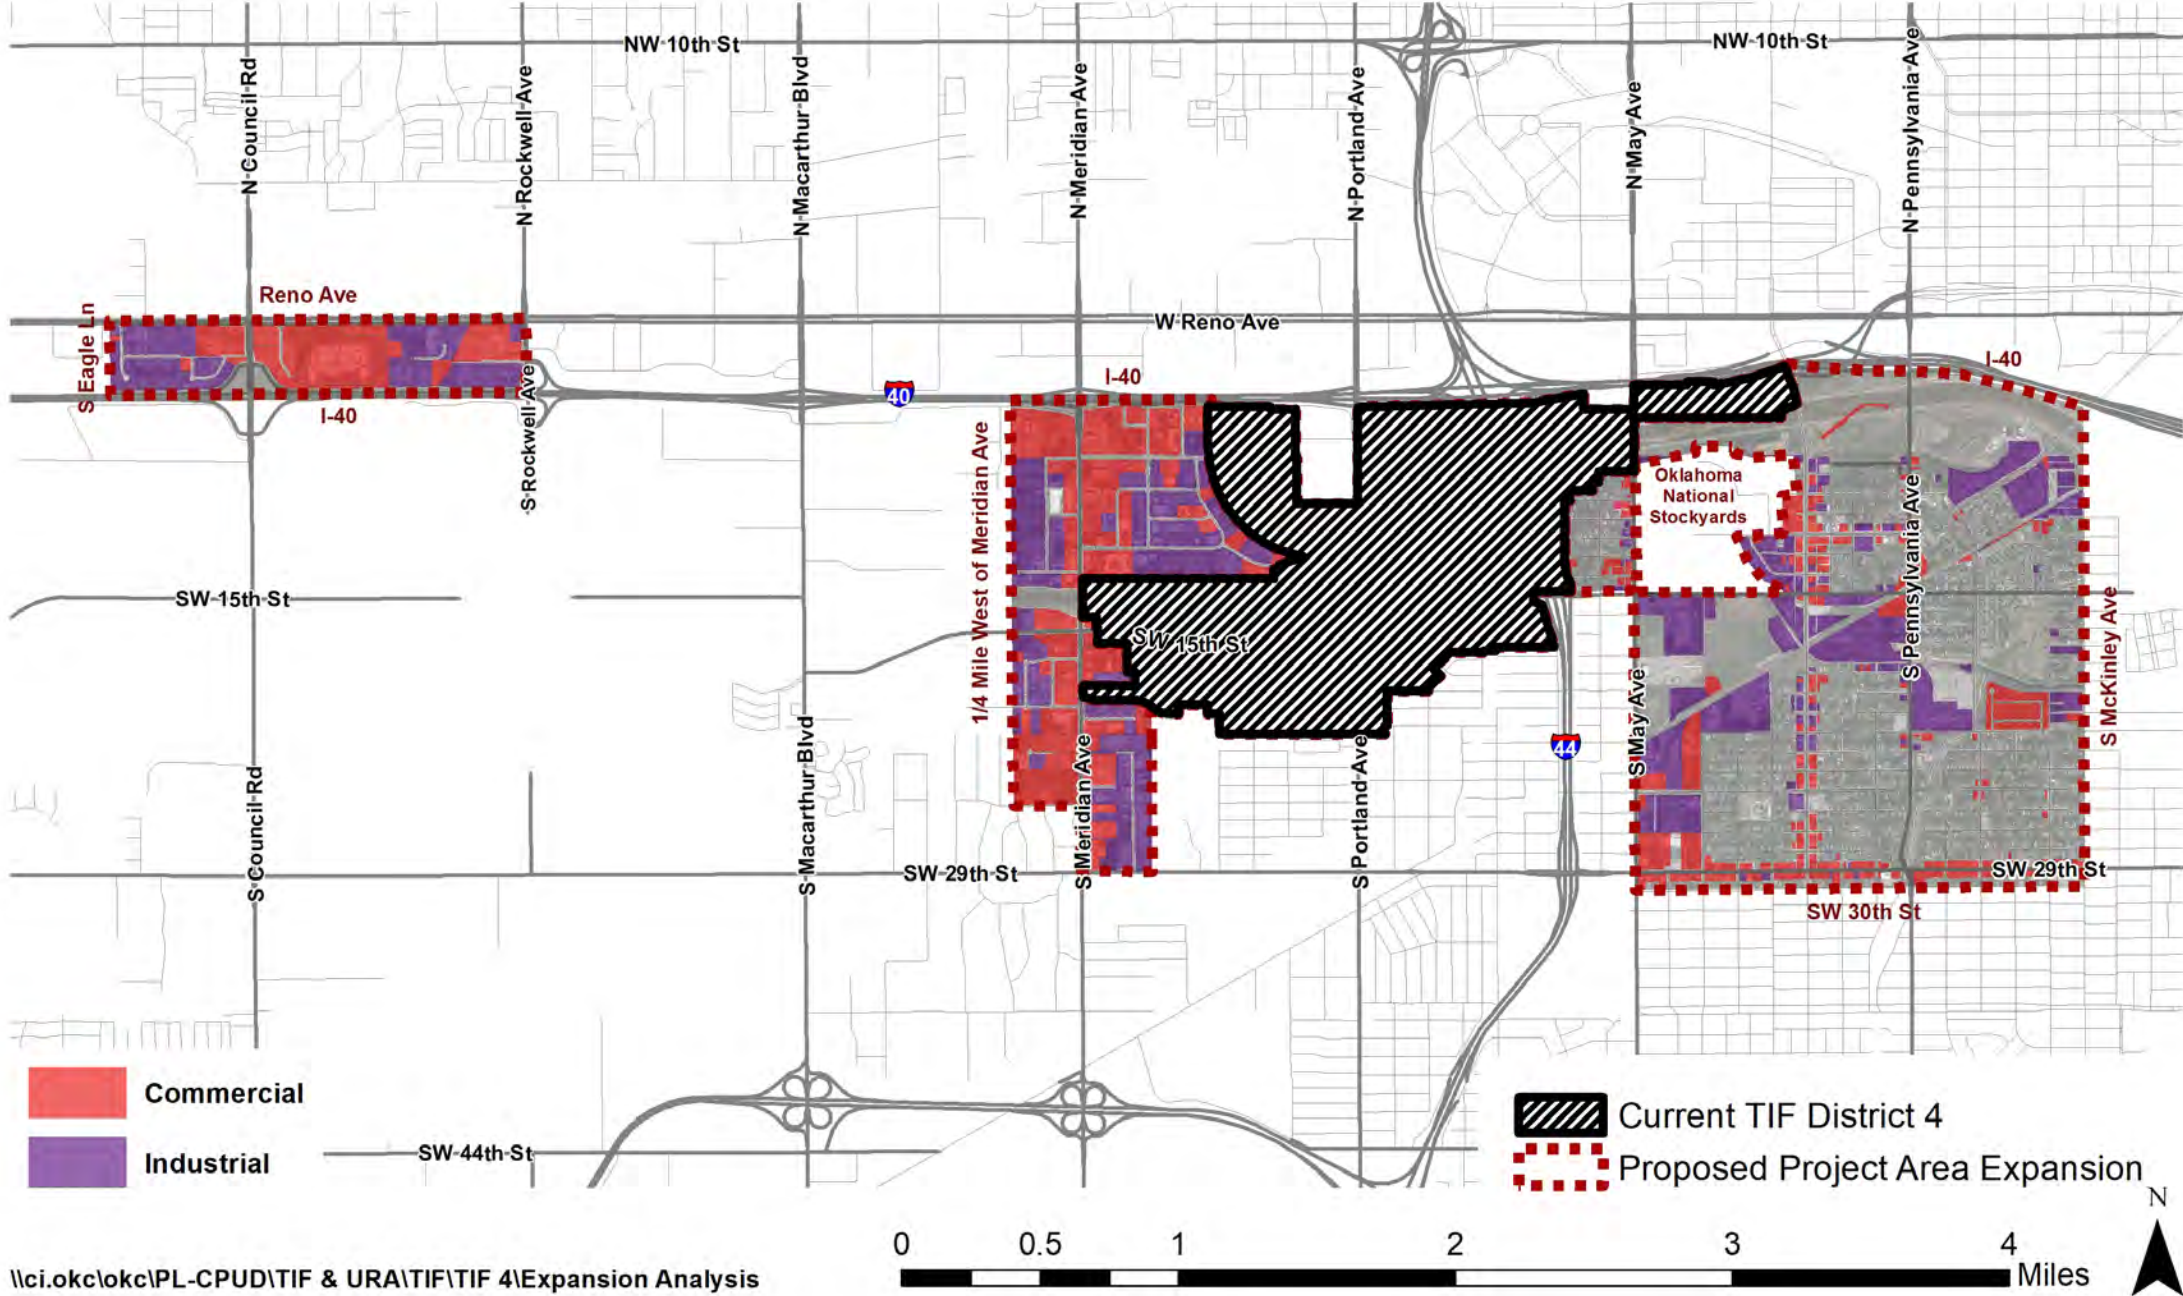 NW 10th St
NW 10th St
N Council Rd
N Rockwell Ave
N Macarthur Blvd
N Meridian Ave
N Portland Ave
N May Ave
N Pennsylvania Ave
Reno Ave
S Eagle Ln
W Reno Ave
I-40
I-40
I-40
40
S Rockwell Ave
1/4 Mile West of Meridian Ave
Oklahoma
National
Stockyards
S Pennsylvania Ave
SW 15th St
SW 15th St
S McKinley Ave
S May Ave
44
S Council Rd
S Macarthur Blvd
S Meridian Ave
S Portland Ave
SW 29th St
SW 29th St
SW 30th St
Commercial
Industrial
SW 44th St
Current TIF District 4
Proposed Project Area Expansion
N
0 0.5 1 2 3 4
Miles
\\ci.okc\okc\PL-CPUD\TIF & URA\TIF\TIF 4\Expansion Analysis